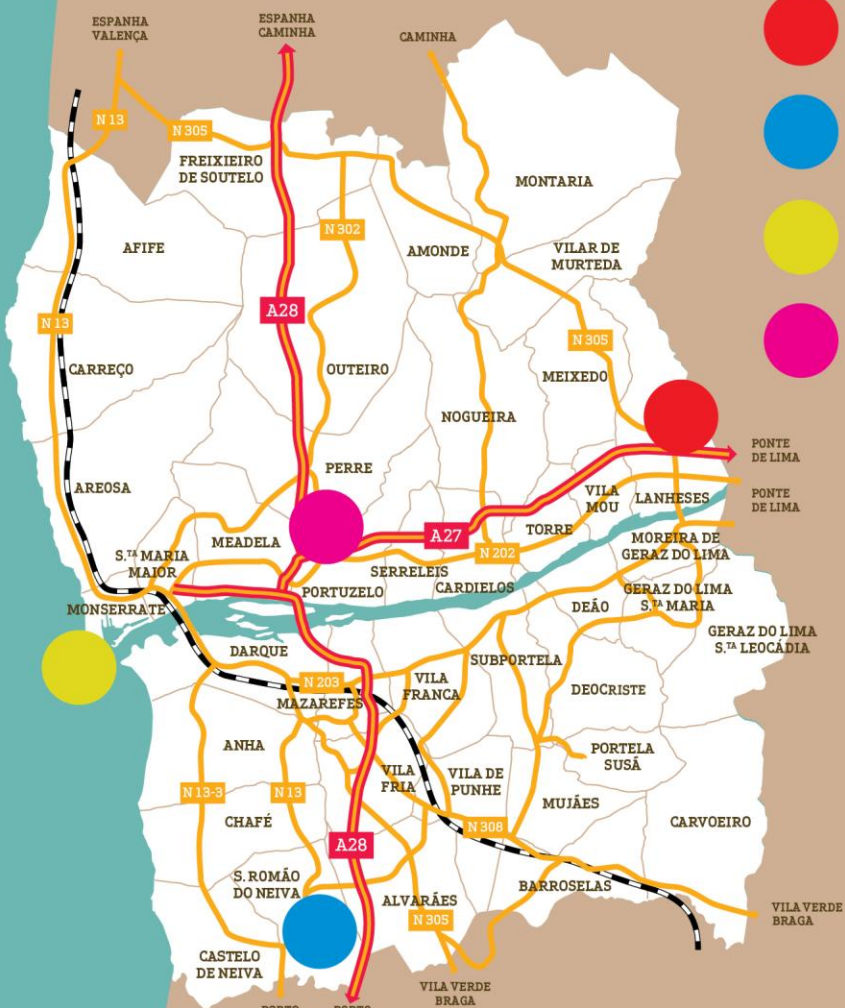 ESPANHA
VALENÇA
ESPANHA
CAMINHA
CAMINHA
N 13
N 305
FREIXIEIRO
DE SOUTELO
MONTARIA
N 302
AFIFE
AMONDE
VILAR DE
MURTEDA
A28
N 13
N 305
CARREÇO
OUTEIRO
MEIXEDO
NOGUEIRA
PONTE
DE LIMA
PERRE
AREOSA
VILA
MOU
LANHESES
PONTE
DE LIMA
MEADELA
A27
TORRE
MOREIRA DE
GERAZ DO LIMA
S.TA MARIA
MAIOR
N 202
SERRELEIS
CARDIELOS
PORTUZELO
GERAZ DO LIMA
S.TA MARIA
MONSERRATE
DEÃO
GERAZ DO LIMA
S.TA LEOCÁDIA
DARQUE
SUBPORTELA
N 203
VILA
FRANCA
DEOCRISTE
MAZAREFES
ANHA
PORTELA
SUSÃ
VILA
FRIA
VILA DE
PUNHE
N 13-3
N 13
MUJÃES
CHAFÉ
N 308
CARVOEIRO
A28
S. ROMÃO
DO NEIVA
BARROSELAS
ALVARÃES
N 305
VILA VERDE
BRAGA
CASTELO
DE NEIVA
VILA VERDE
BRAGA
PORTO
PORTO